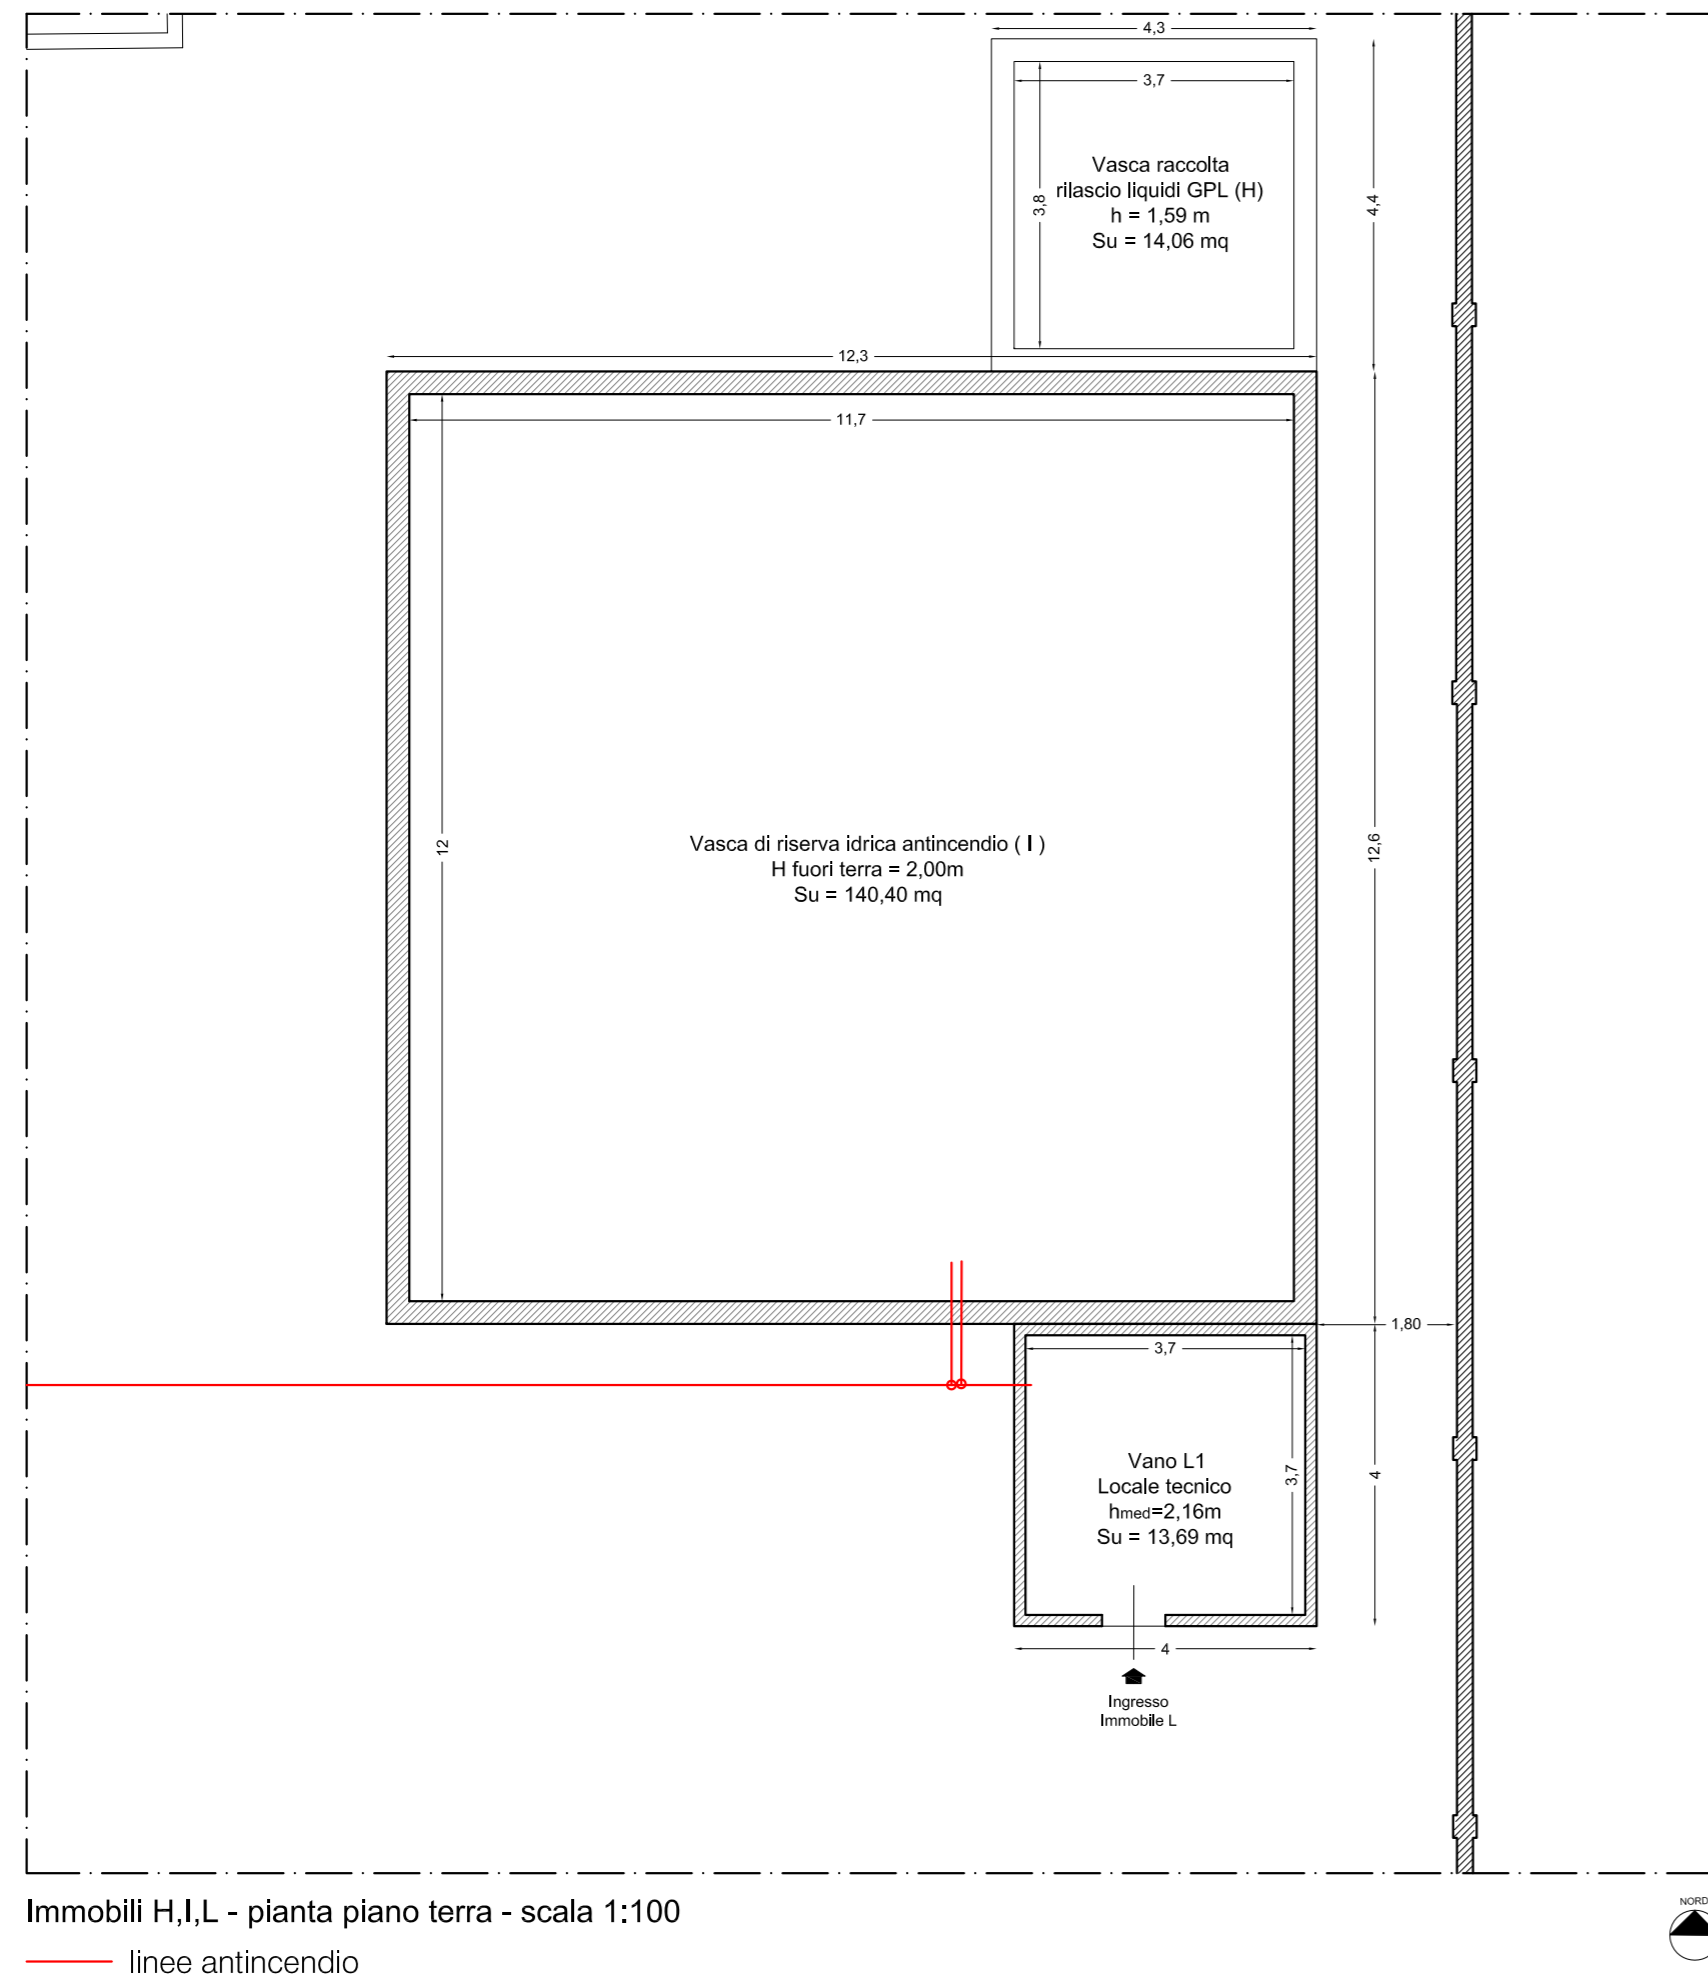 4,3
3,7
Vasca raccolta
rilascio liquidi GPL (H)
h = 1,59 m
Su = 14,06 mq
3,8
4,4
12,3
11,7
12
Vasca di riserva idrica antincendio ( I )
H fuori terra = 2,00m
Su = 140,40 mq
12,6
1,80
3,7
Vano L1
Locale tecnico
hmed=2,16m
Su = 13,69 mq
3,7
4
4
Ingresso
Immobile L
Immobili H,I,L - pianta piano terra - scala 1:100
NORD
linee antincendio